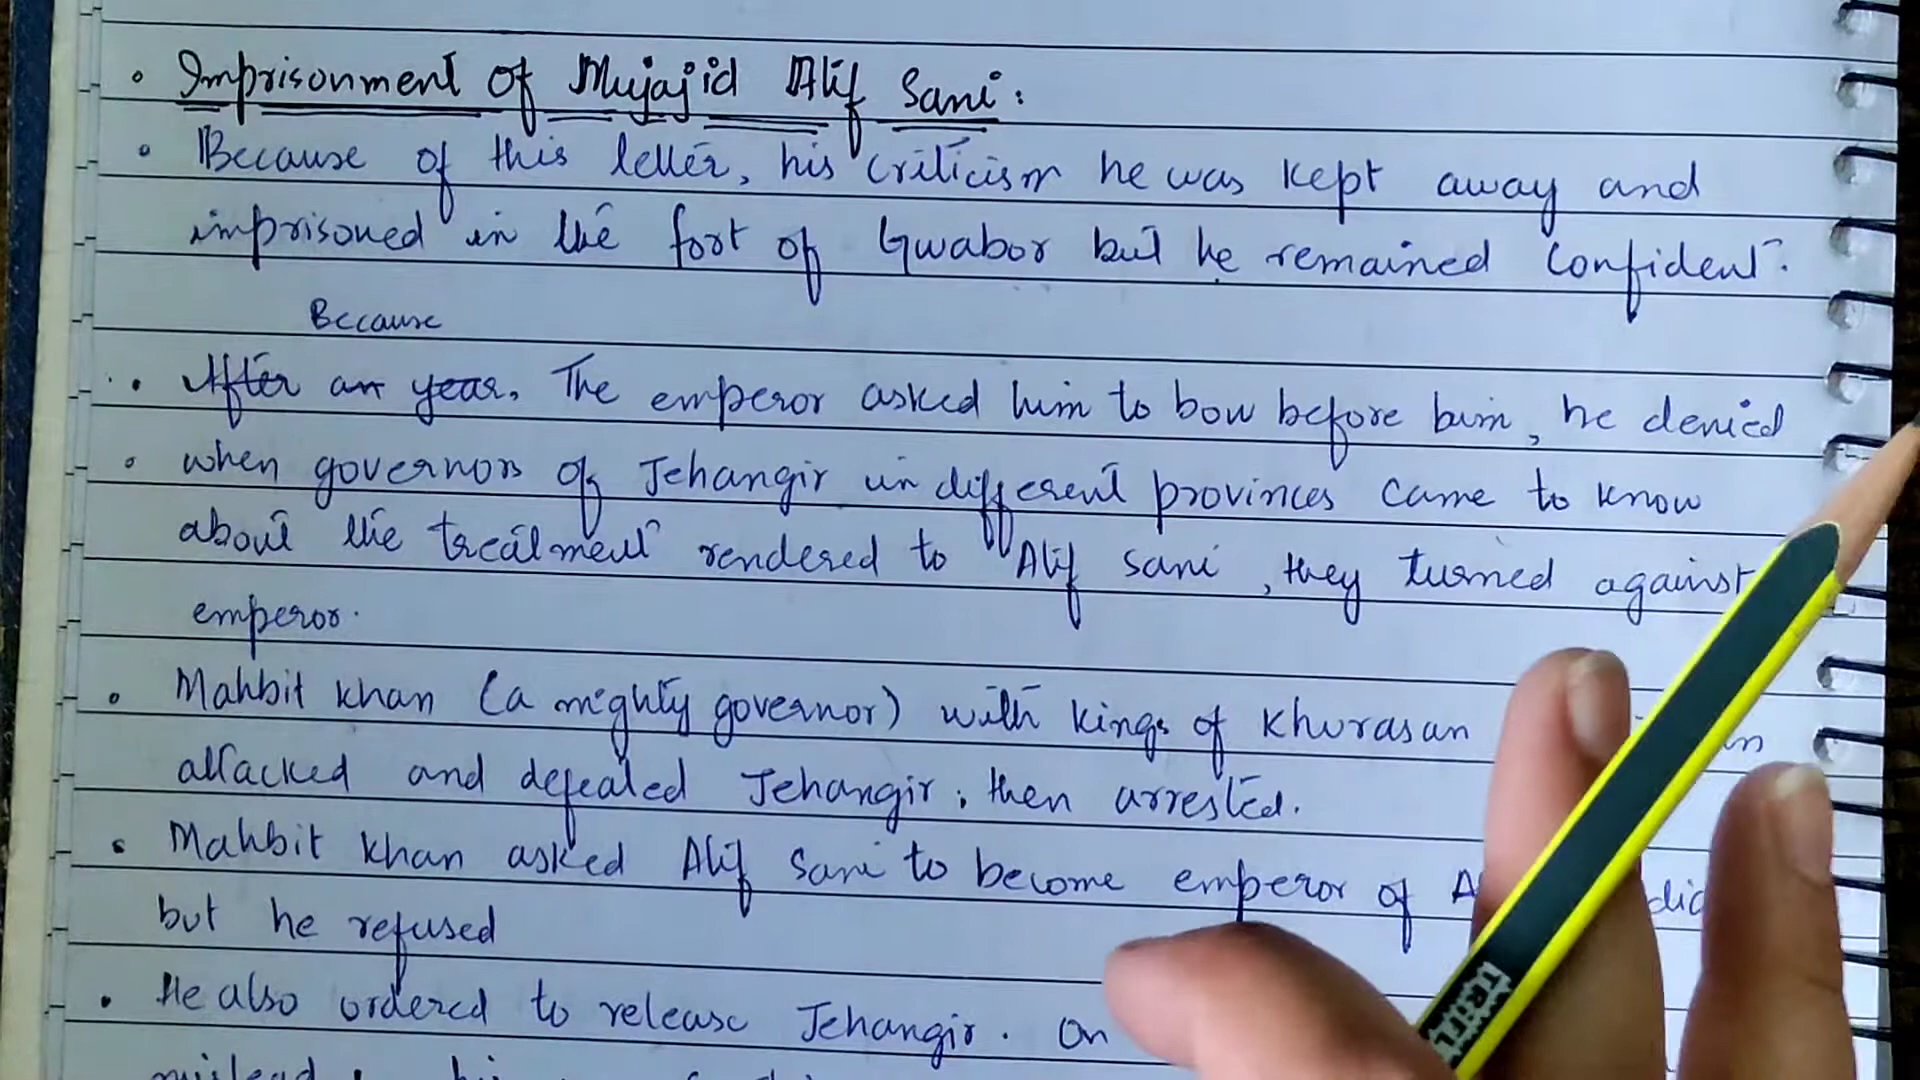 Imprisonment of Mujajid Alif Sani:
Because of this letter, his criticism he was kept away and
imprisoned in the fort of Gwabor but he remained confident.
Because
After an year. The emperor asked him to bow before him, he denied
when governors of Jehangir in different provinces came to know
about the treatment rendered to Alif Sani, they turned against
emperor.
Mahbit khan (a mighty governor) with kings of Khurasan
attacked and defeated Jehangir, then arrested.
Mahbit khan asked Alif Sani to become emperor of
but he refused
He also ordered to release Jehangir. On
mislead